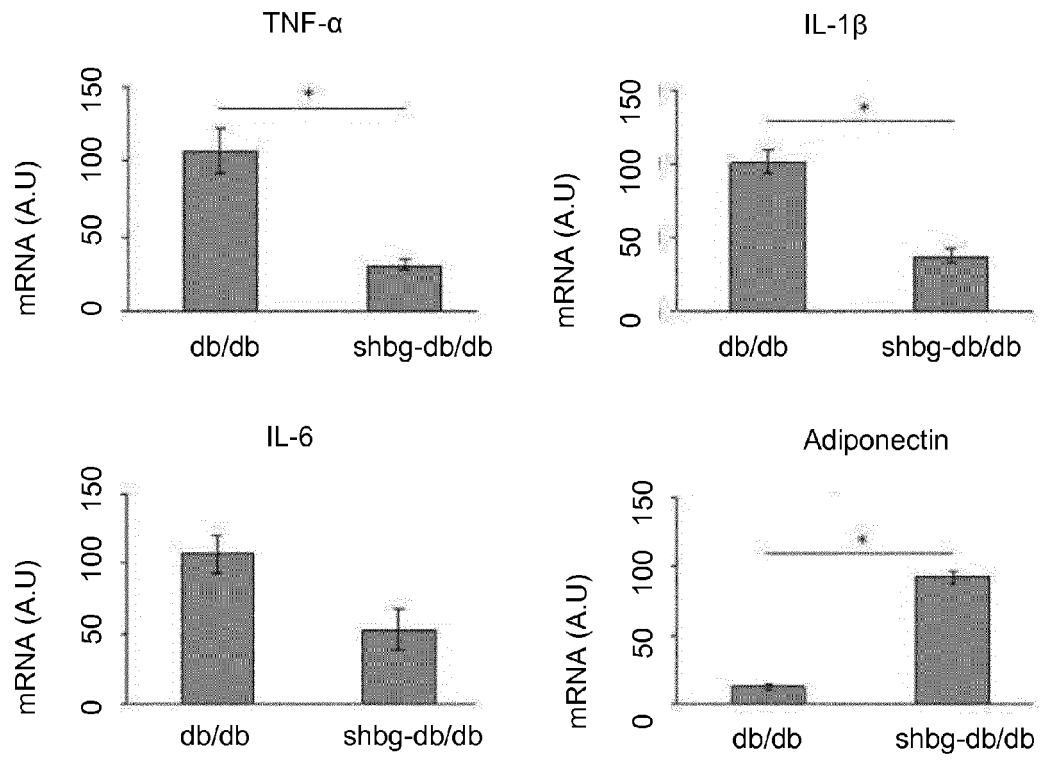 TNF-α
mRNA (A.U)
150
100
50
0
*
db/db
shbg-db/db
IL-1β
mRNA (A.U)
150
100
50
0
*
db/db
shbg-db/db
IL-6
mRNA (A.U)
150
100
50
0
db/db
shbg-db/db
Adiponectin
mRNA (A.U)
150
100
50
0
*
db/db
shbg-db/db